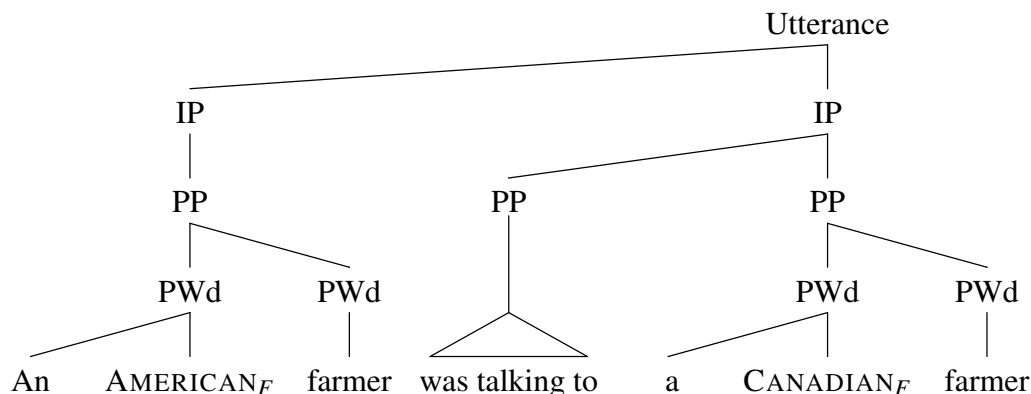 Utterance
IP IP
PP PP PP
PWd PWd PWd PWd
An AMERICANF farmer was talking to a CANADIANF farmer